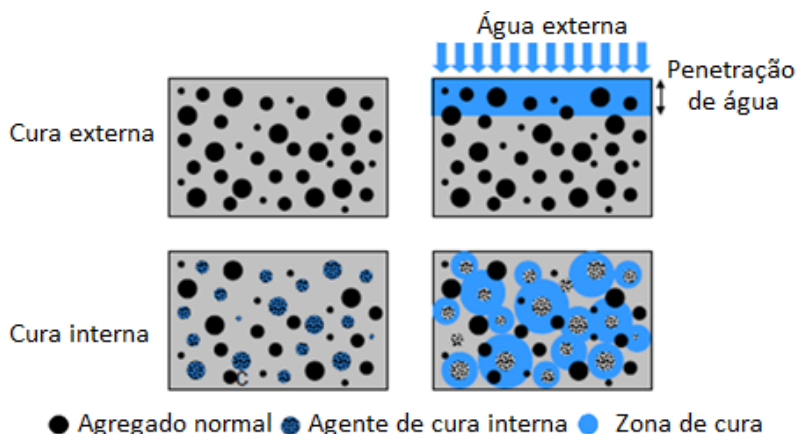 Água externa
Penetração
de água
Cura externa
Cura interna
C
Agregado normal
Agente de cura interna
Zona de cura